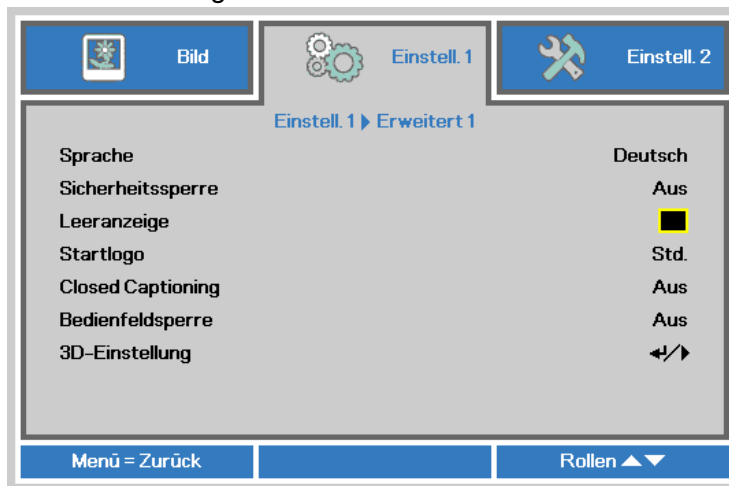 Bild
Einstell. 1
Einstell. 2
Einstell. 1 ▶ Erweitert 1
Sprache Deutsch
Sicherheitssperre Aus
Leeranzeige
Startlogo Std.
Closed Captioning Aus
Bedienfeldsperre Aus
3D-Einstellung ↵/▶
Menü = Zurück
Rollen ▲▼